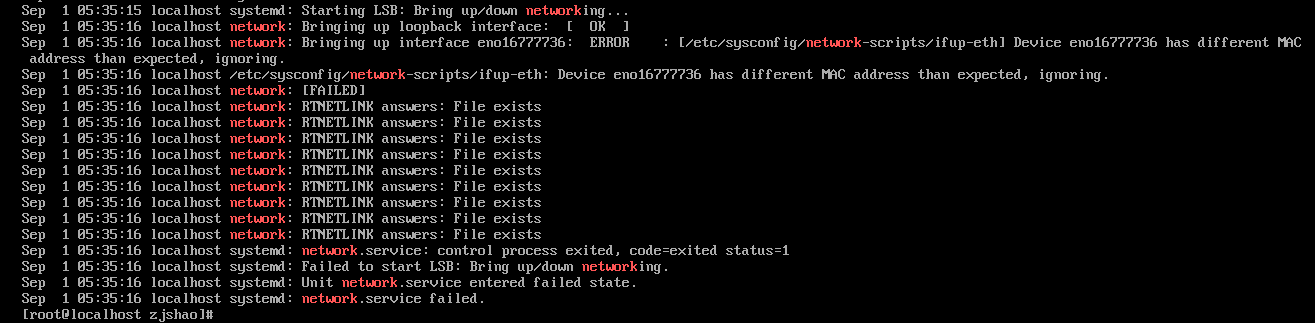 Sep  1 05:35:15 localhost systemd: Starting LSB: Bring up/down networking...
Sep  1 05:35:16 localhost network: Bringing up loopback interface:  [  OK  ]
Sep  1 05:35:16 localhost network: Bringing up interface eno16777736:  ERROR    : [/etc/sysconfig/network-scripts/ifup-eth] Device eno16777736 has different MAC
 address than expected, ignoring.
Sep  1 05:35:16 localhost /etc/sysconfig/network-scripts/ifup-eth: Device eno16777736 has different MAC address than expected, ignoring.
Sep  1 05:35:16 localhost network: [FAILED]
Sep  1 05:35:16 localhost network: RTNETLINK answers: File exists
Sep  1 05:35:16 localhost network: RTNETLINK answers: File exists
Sep  1 05:35:16 localhost network: RTNETLINK answers: File exists
Sep  1 05:35:16 localhost network: RTNETLINK answers: File exists
Sep  1 05:35:16 localhost network: RTNETLINK answers: File exists
Sep  1 05:35:16 localhost network: RTNETLINK answers: File exists
Sep  1 05:35:16 localhost network: RTNETLINK answers: File exists
Sep  1 05:35:16 localhost network: RTNETLINK answers: File exists
Sep  1 05:35:16 localhost network: RTNETLINK answers: File exists
Sep  1 05:35:16 localhost systemd: network.service: control process exited, code=exited status=1
Sep  1 05:35:16 localhost systemd: Failed to start LSB: Bring up/down networking.
Sep  1 05:35:16 localhost systemd: Unit network.service entered failed state.
Sep  1 05:35:16 localhost systemd: network.service failed.
[root@localhost zjshao]#